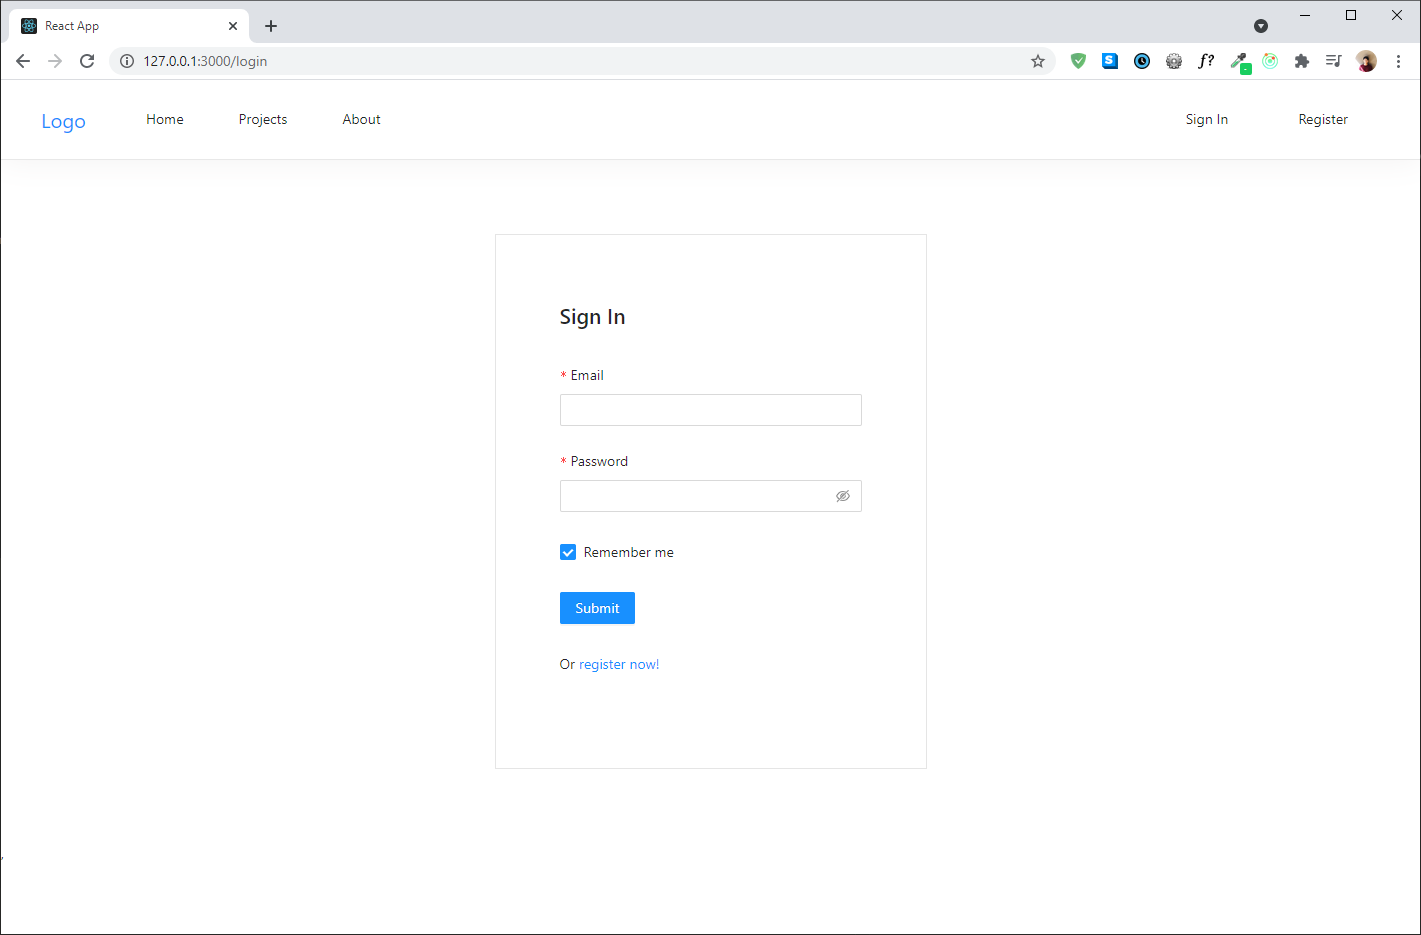 React App
127.0.0.1:3000/login
S
f?
Logo Home Projects About Sign In Register
Sign In
* Email
* Password
Remember me
Submit
Or register now!
,